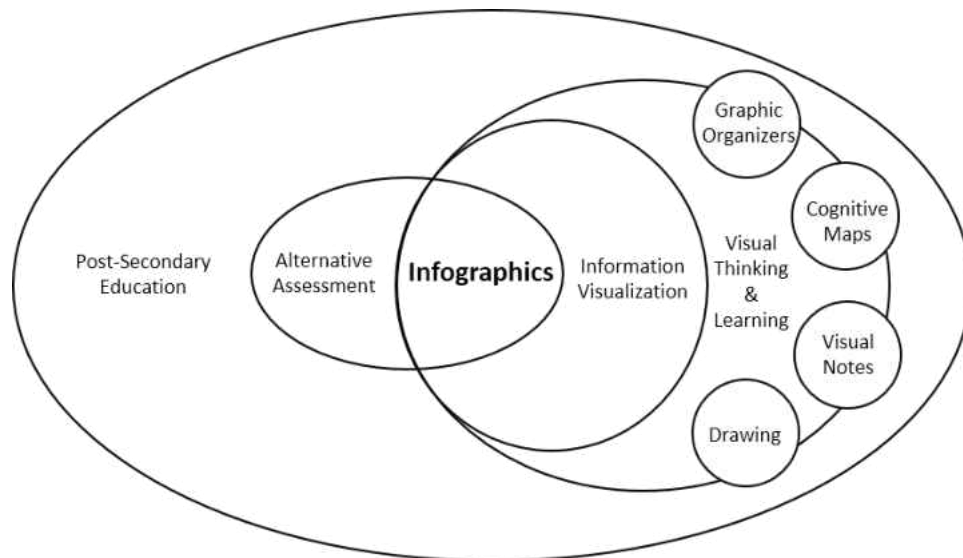 Post-Secondary
Education
Alternative
Assessment
Infographics
Information
Visualization
Visual
Thinking
&
Learning
Graphic
Organizers
Cognitive
Maps
Visual
Notes
Drawing